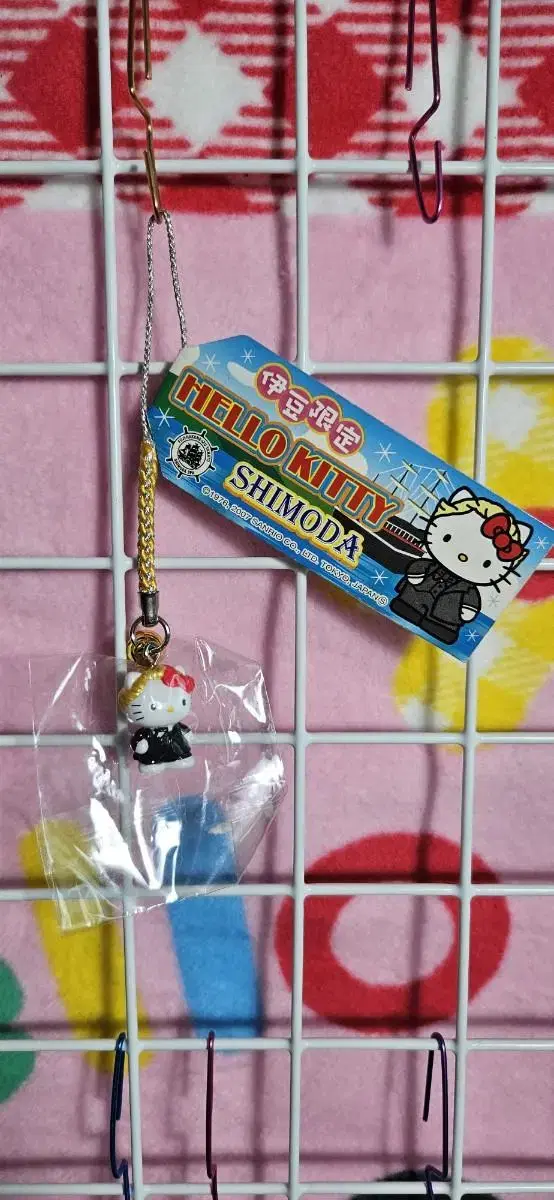 伊豆限定
HELLO KITTY
SHIMODA
©1976, 2007 SANRIO CO., LTD. TOKYO, JAPAN Ⓢ